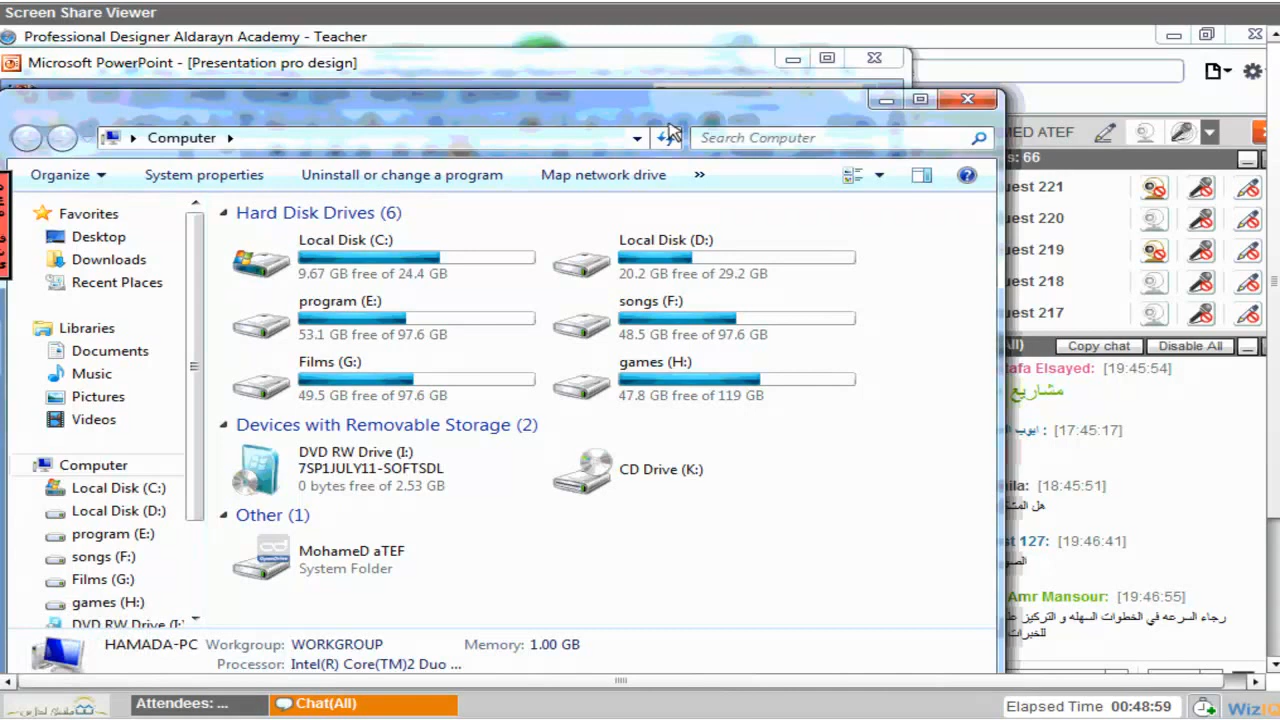 Screen Share Viewer
Professional Designer Aldarayn Academy - Teacher
Microsoft PowerPoint - [Presentation pro design]
Computer
Search Computer
MED ATEF
Organize
System properties
Uninstall or change a program
Map network drive
»
s: 66
Favorites
Desktop
Downloads
Recent Places
Libraries
Documents
Music
Pictures
Videos
Computer
Local Disk (C:)
Local Disk (D:)
program (E:)
songs (F:)
Films (G:)
games (H:)
DVD RW Drive (I:
Hard Disk Drives (6)
Local Disk (C:)
9.67 GB free of 24.4 GB
Local Disk (D:)
20.2 GB free of 29.2 GB
program (E:)
53.1 GB free of 97.6 GB
songs (F:)
48.5 GB free of 97.6 GB
Films (G:)
49.5 GB free of 97.6 GB
games (H:)
47.8 GB free of 119 GB
Devices with Removable Storage (2)
DVD RW Drive (I:)
7SP1JULY11-SOFTSDL
0 bytes free of 2.53 GB
CD Drive (K:)
Other (1)
MohameD aTEF
System Folder
HAMADA-PC Workgroup: WORKGROUP Memory: 1.00 GB
Processor: Intel(R) Core(TM)2 Duo ...
uest 221
uest 220
uest 219
uest 218
uest 217
All) Copy chat Disable All
tafa Elsayed: [19:45:54]
مشاريع
ايوب : [17:45:17]
nila: [18:45:51]
st 127: [19:46:41]
Amr Mansour: [19:46:55]
رجاء السرعه في الخطوات السهله و التركيز
للخبرات
Attendees: ...
Chat(All)
Elapsed Time 00:48:59
WizIQ